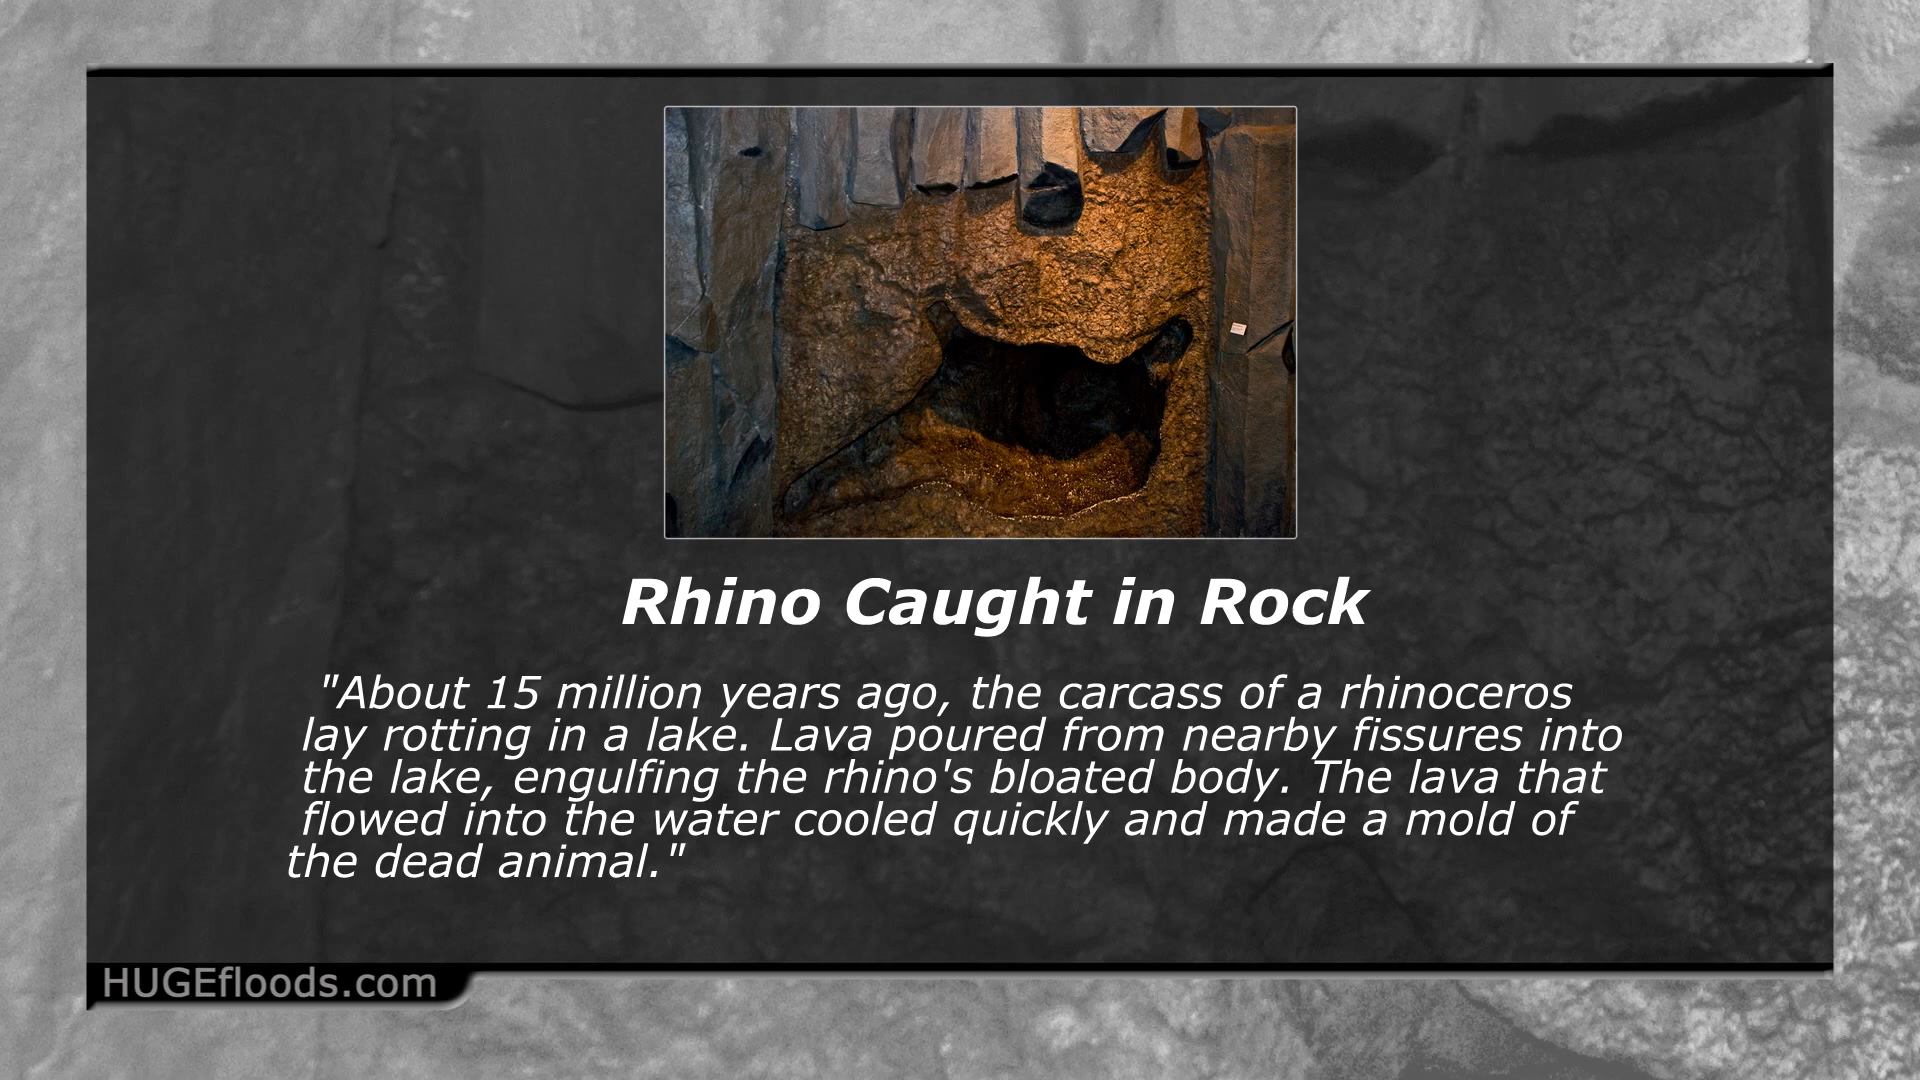 Rhino Caught in Rock
"About 15 million years ago, the carcass of a rhinoceros
lay rotting in a lake. Lava poured from nearby fissures into
the lake, engulfing the rhino's bloated body. The lava that
flowed into the water cooled quickly and made a mold of
the dead animal."
HUGEfloods.com